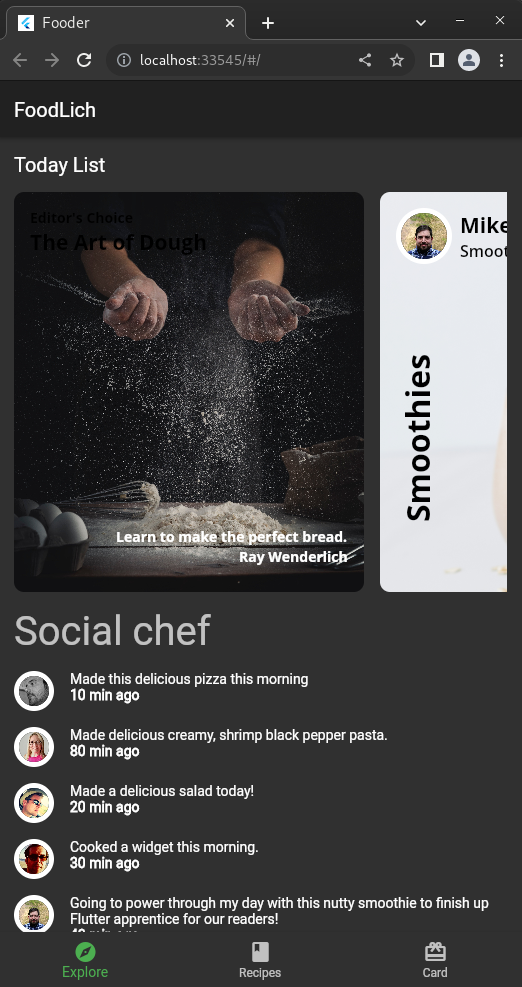 Fooder
localhost:33545/#/
FoodLich
Today List
Editor's Choice
The Art of Dough
Learn to make the perfect bread.
Ray Wenderlich
Mike
Smoot
Smoothies
Social chef
Made this delicious pizza this morning
10 min ago
Made delicious creamy, shrimp black pepper pasta.
80 min ago
Made a delicious salad today!
20 min ago
Cooked a widget this morning.
30 min ago
Going to power through my day with this nutty smoothie to finish up
Flutter apprentice for our readers!
Explore
Recipes
Card